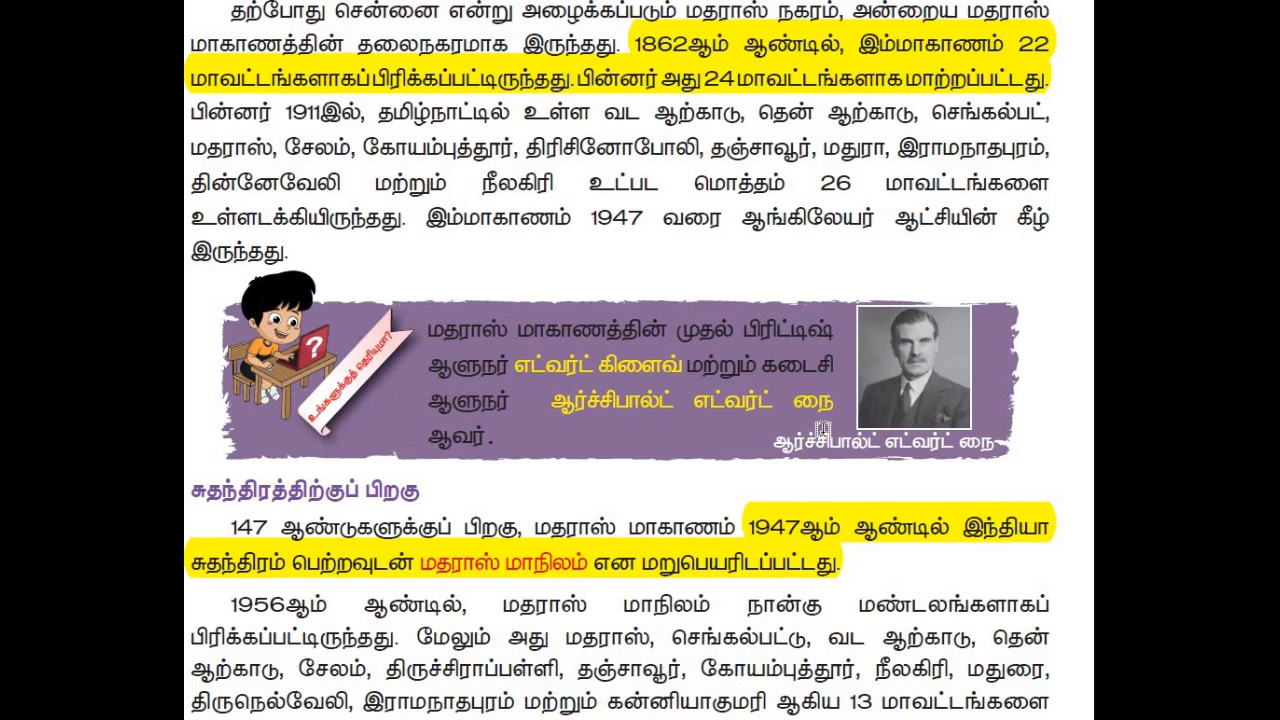 தற்போது சென்னை என்று அழைக்கப்படும் மதராஸ் நகரம், அன்றைய மதராஸ்
மாகாணத்தின் தலைநகரமாக இருந்தது. 1862ஆம் ஆண்டில், இம்மாகாணம் 22
மாவட்டங்களாகப் பிரிக்கப்பட்டிருந்தது. பின்னர் அது 24 மாவட்டங்களாக மாற்றப்பட்டது.
பின்னர் 1911இல், தமிழ்நாட்டில் உள்ள வட ஆற்காடு, தென் ஆற்காடு, செங்கல்பட்,
மதராஸ், சேலம், கோயம்புத்தூர், திரிசினோபோலி, தஞ்சாவூர், மதுரா, இராமநாதபுரம்,
தின்னேவேலி மற்றும் நீலகிரி உட்பட மொத்தம் 26 மாவட்டங்களை
உள்ளடக்கியிருந்தது. இம்மாகாணம் 1947 வரை ஆங்கிலேயர் ஆட்சியின் கீழ்
இருந்தது.
உங்களுக்குத் தெரியுமா?
?
மதராஸ் மாகாணத்தின் முதல் பிரிட்டிஷ்
ஆளுநர் எட்வர்ட் கிளைவ் மற்றும் கடைசி
ஆளுநர் ஆர்ச்சிபால்ட் எட்வர்ட் நை
ஆவர்.
ஆர்ச்சிபால்ட் எட்வர்ட் நை
சுதந்திரத்திற்குப் பிறகு
147 ஆண்டுகளுக்குப் பிறகு, மதராஸ் மாகாணம் 1947ஆம் ஆண்டில் இந்தியா
சுதந்திரம் பெற்றவுடன் மதராஸ் மாநிலம் என மறுபெயரிடப்பட்டது.
1956ஆம் ஆண்டில், மதராஸ் மாநிலம் நான்கு மண்டலங்களாகப்
பிரிக்கப்பட்டிருந்தது. மேலும் அது மதராஸ், செங்கல்பட்டு, வட ஆற்காடு, தென்
ஆற்காடு, சேலம், திருச்சிராப்பள்ளி, தஞ்சாவூர், கோயம்புத்தூர், நீலகிரி, மதுரை,
திருநெல்வேலி, இராமநாதபுரம் மற்றும் கன்னியாகுமரி ஆகிய 13 மாவட்டங்களை